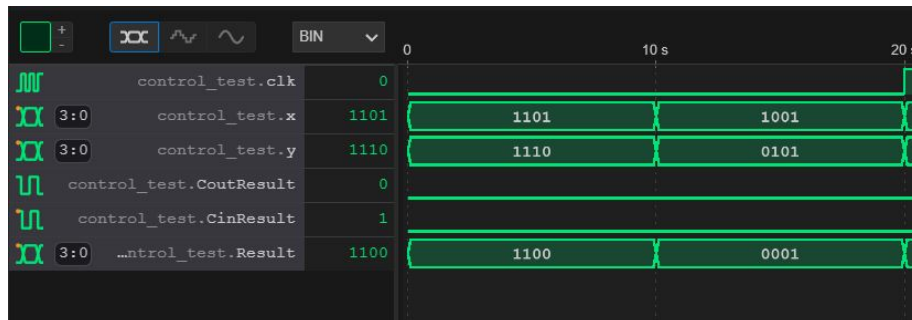 +
- BIN 0 10 s 20 s
control_test.clk 0
3:0 control_test.x 1101 1101 1001
3:0 control_test.y 1110 1110 0101
control_test.CoutResult 0
control_test.CinResult 1
3:0 …ntrol_test.Result 1100 1100 0001